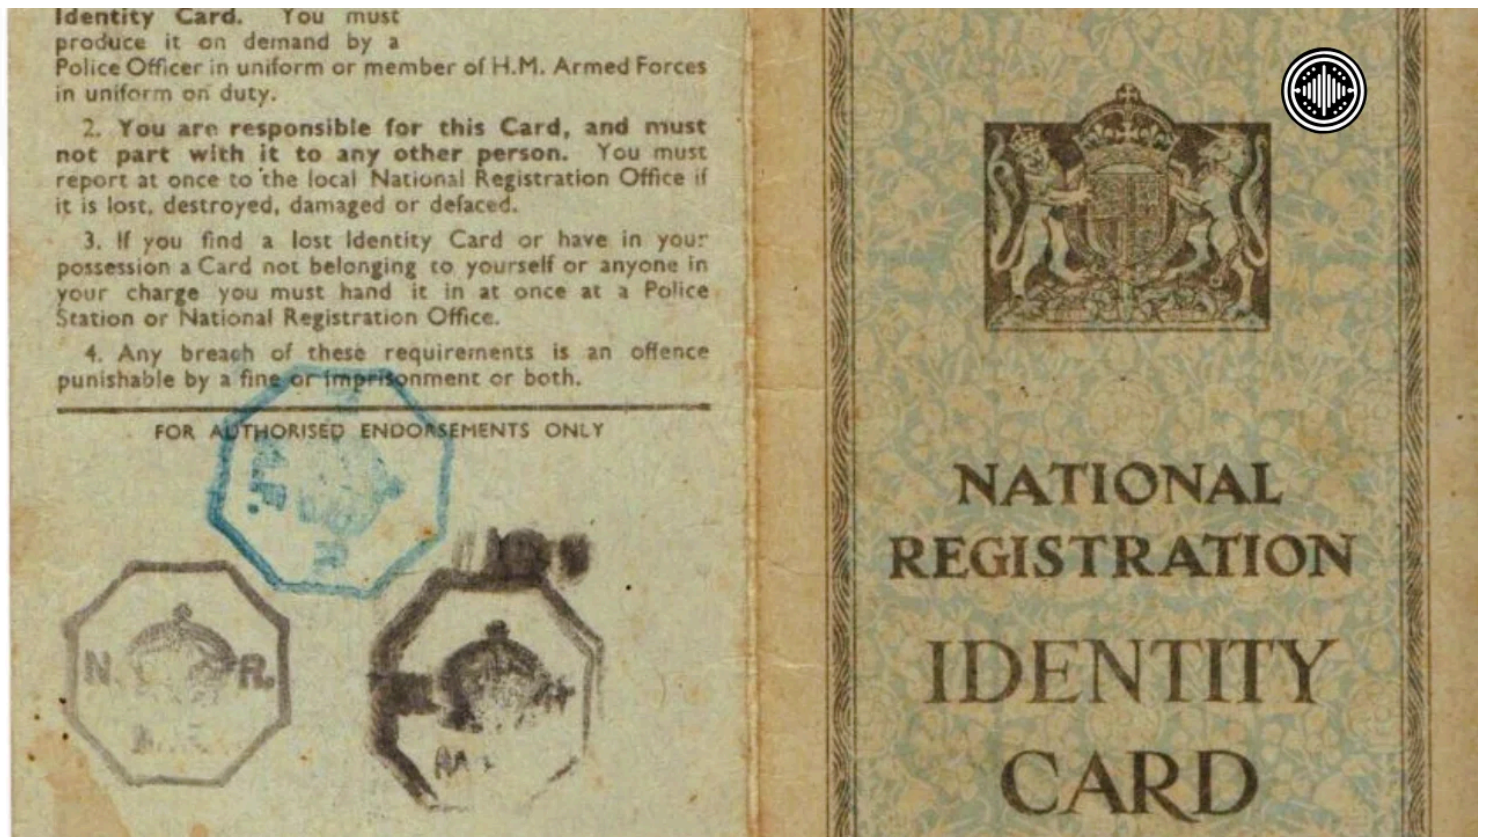 Identity Card. You must
produce it on demand by a
Police Officer in uniform or member of H.M. Armed Forces
in uniform on duty.
2. You are responsible for this Card, and must
not part with it to any other person. You must
report at once to the local National Registration Office if
it is lost, destroyed, damaged or defaced.
3. If you find a lost Identity Card or have in your
possession a Card not belonging to yourself or anyone in
your charge you must hand it in at once at a Police
Station or National Registration Office.
4. Any breach of these requirements is an offence
punishable by a fine or imprisonment or both.
FOR AUTHORISED ENDORSEMENTS ONLY
N. R.
NATIONAL
REGISTRATION
IDENTITY
CARD